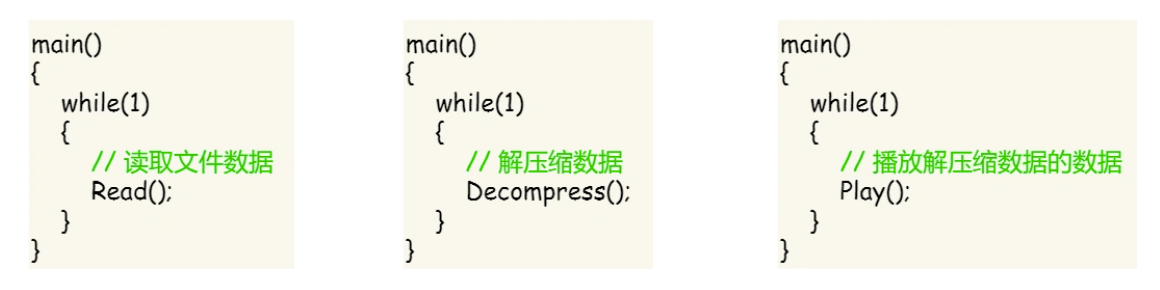 main()
{
while(1)
{
// 读取文件数据
Read();
}
}
main()
{
while(1)
{
// 解压缩数据
Decompress();
}
}
main()
{
while(1)
{
// 播放解压缩数据的数据
Play();
}
}